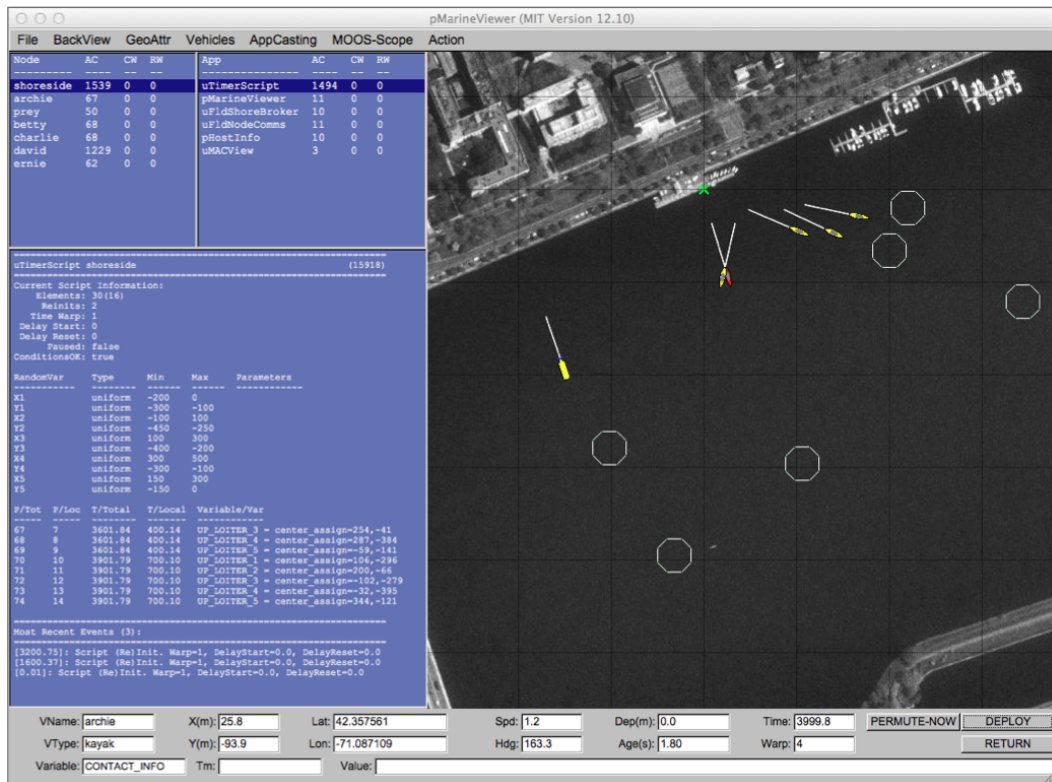 pMarineViewer (MIT Version 12.10)
File BackView GeoAttr Vehicles AppCasting MOOS-Scope Action
Node AC CW RW
shoreside 1539 0 0
archie 67 0 0
prey 50 0 0
betty 68 0 0
charlie 68 0 0
david 1229 0 0
ernie 62 0 0
App AC CW RW
uTimerScript 1494 0 0
pMarineViewer 11 0 0
uFldShoreBroker 10 0 0
uFldNodeComms 11 0 0
pHostInfo 10 0 0
uMACView 3 0 0
uTimerScript shoreside (15918)
Current Script Information:
Elements: 30(16)
Reinits: 2
Time Warp: 1
Delay Start: 0
Delay Reset: 0
Paused: false
ConditionsOK: true
RandomVar Type Min Max Parameters
X1 uniform -200 0
Y1 uniform -300 -100
X2 uniform -100 100
Y2 uniform -450 -250
X3 uniform 100 300
Y3 uniform -400 -200
X4 uniform 300 500
Y4 uniform -300 -100
X5 uniform 150 300
Y5 uniform -150 0
P/Tot P/Loc T/Total T/Local Variable/Var
67 7 3601.84 400.14 UP_LOITER_3 = center_assign=254,-41
68 8 3601.84 400.14 UP_LOITER_4 = center_assign=287,-384
69 9 3601.84 400.14 UP_LOITER_5 = center_assign=-59,-141
70 10 3901.79 700.10 UP_LOITER_1 = center_assign=106,-296
71 11 3901.79 700.10 UP_LOITER_2 = center_assign=200,-66
72 12 3901.79 700.10 UP_LOITER_3 = center_assign=-102,-279
73 13 3901.79 700.10 UP_LOITER_4 = center_assign=-32,-395
74 14 3901.79 700.10 UP_LOITER_5 = center_assign=344,-121
Most Recent Events (3):
[3200.75]: Script (Re)Init. Warp=1, DelayStart=0.0, DelayReset=0.0
[1600.37]: Script (Re)Init. Warp=1, DelayStart=0.0, DelayReset=0.0
[0.01]: Script (Re)Init. Warp=1, DelayStart=0.0, DelayReset=0.0
VName: archie X(m): 25.8 Lat: 42.357561 Spd: 1.2 Dep(m): 0.0 Time: 3999.8 PERMUTE-NOW DEPLOY
VType: kayak Y(m): -93.9 Lon: -71.087109 Hdg: 163.3 Age(s): 1.80 Warp: 4 RETURN
Variable: CONTACT_INFO Tm: Value: